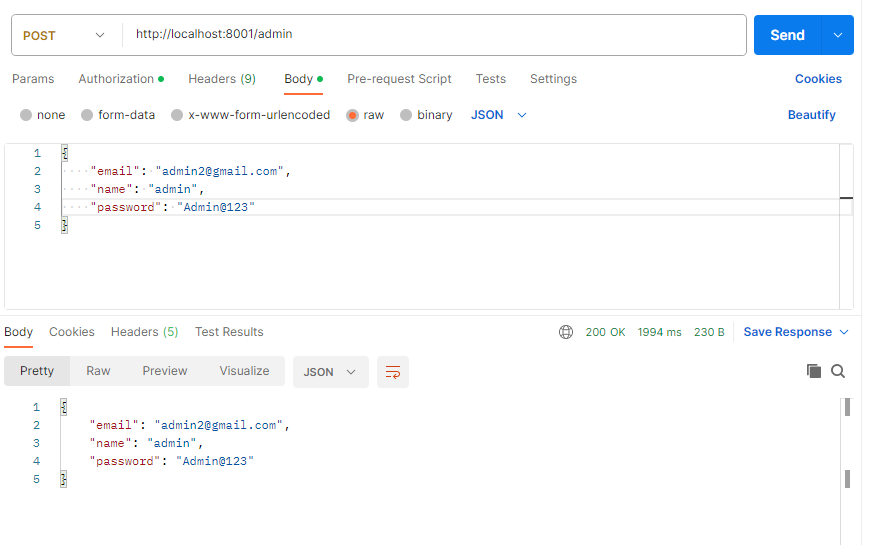 POST http://localhost:8001/admin Send
Params Authorization Headers (9) Body Pre-request Script Tests Settings Cookies
none form-data x-www-form-urlencoded raw binary JSON Beautify
1 {
2 "email": "admin2@gmail.com",
3 "name": "admin",
4 "password": "Admin@123"
5 }
Body Cookies Headers (5) Test Results 200 OK 1994 ms 230 B Save Response
Pretty Raw Preview Visualize JSON
1 {
2 "email": "admin2@gmail.com",
3 "name": "admin",
4 "password": "Admin@123"
5 }